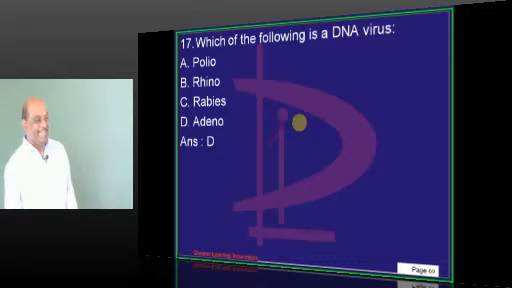 17. Which of the following is a DNA virus:
A. Polio
B. Rhino
C. Rabies
D. Adeno
Ans : D
Page 69